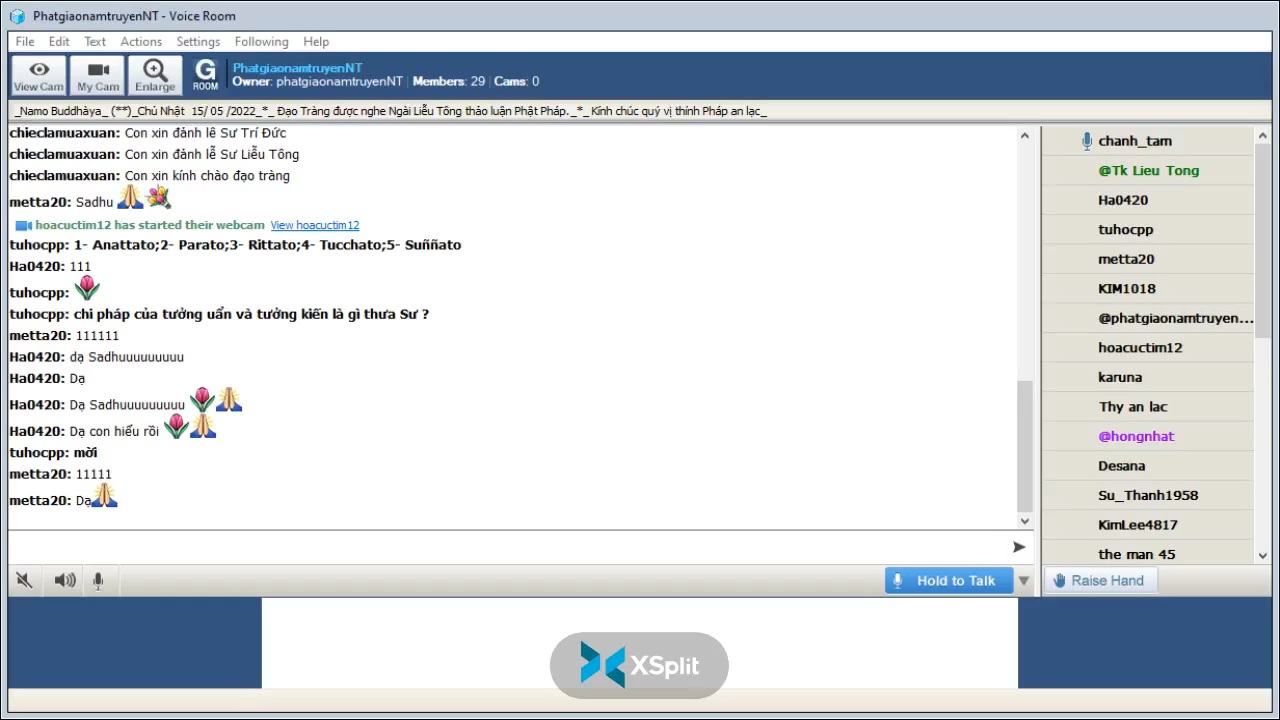 PhatgiaonamtruyenNT - Voice Room
File Edit Text Actions Settings Following Help
View Cam My Cam Enlarge G ROOM
PhatgiaonamtruyenNT
Owner: phatgiaonamtruyenNT Members: 29 Cams: 0
_Namo Buddhàya_ (**)_Chủ Nhật 15/ 05 /2022_*_ Đạo Tràng được nghe Ngài Liễu Tông thảo luận Phật Pháp._*_Kính chúc quý vị thính Pháp an lạc_
chieclamuaxuan: Con xin đảnh lê Sư Trí Đức
chieclamuaxuan: Con xin đảnh lễ Sư Liễu Tông
chieclamuaxuan: Con xin kính chào đạo tràng
metta20: Sadhu
hoacuctim12 has started their webcam View hoacuctim12
tuhocpp: 1- Anattato;2- Parato;3- Rittato;4- Tucchato;5- Suññato
Ha0420: 111
tuhocpp:
tuhocpp: chi pháp của tưởng uẩn và tưởng kiến là gì thưa Sư ?
metta20: 111111
Ha0420: dạ Sadhuuuuuuuuu
Ha0420: Dạ
Ha0420: Dạ Sadhuuuuuuuuu
Ha0420: Dạ con hiểu rồi
tuhocpp: mời
metta20: 11111
metta20: Dạ
chanh_tam
@Tk Lieu Tong
Ha0420
tuhocpp
metta20
KIM1018
@phatgiaonamtruyen...
hoacuctim12
karuna
Thy an lac
@hongnhat
Desana
Su_Thanh1958
KimLee4817
the man 45
Hold to Talk
Raise Hand
XSplit